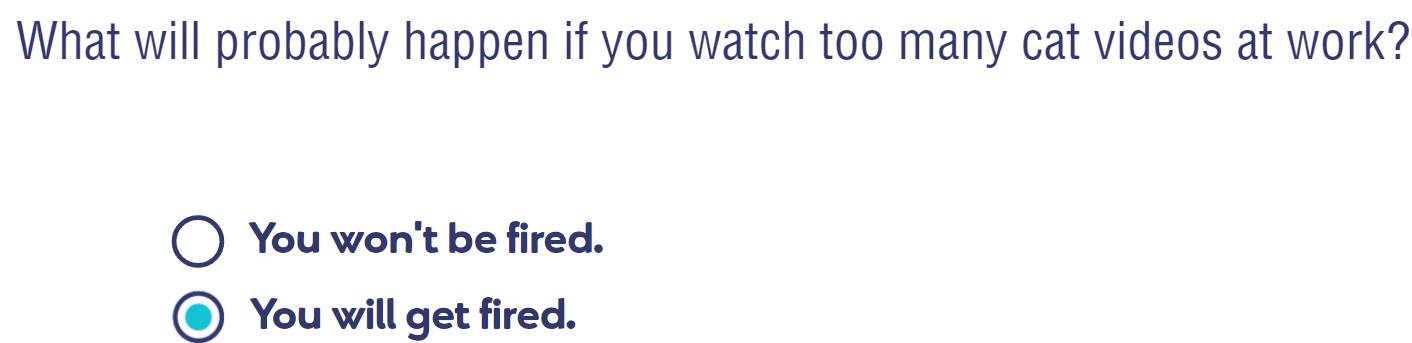 What will probably happen if you watch too many cat videos at work?
You won't be fired.
You will get fired.